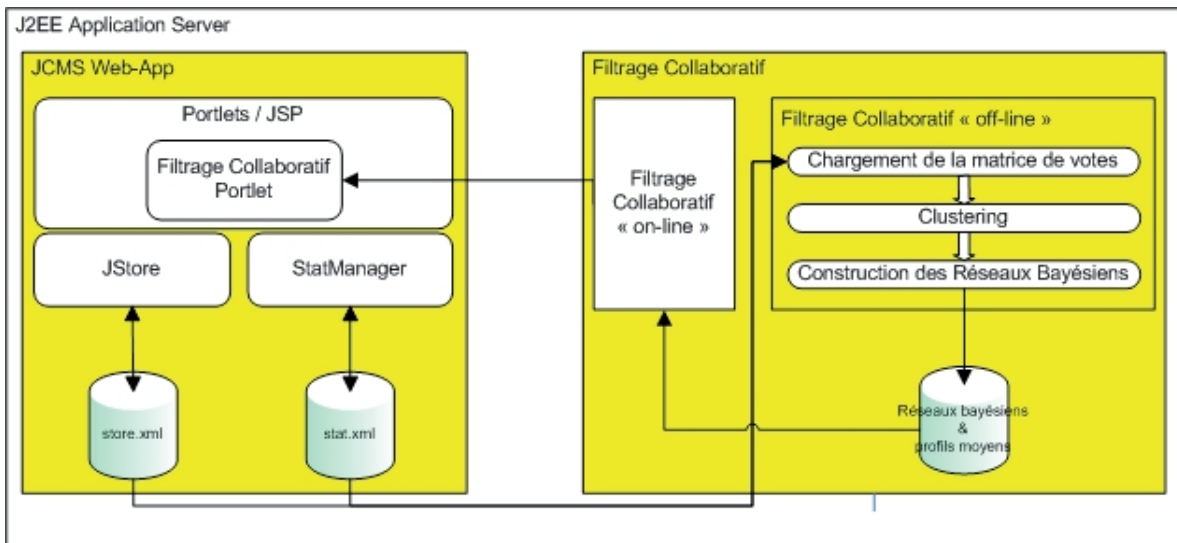 J2EE Application Server
JCMS Web-App
Portlets / JSP
Filtrage Collaboratif
Portlet
JStore
StatManager
store.xml
stat.xml
Filtrage Collaboratif
Filtrage
Collaboratif
« on-line »
Filtrage Collaboratif « off-line »
Chargement de la matrice de votes
Clustering
Construction des Réseaux Bayésiens
Réseaux bayésiens
&
profils moyens